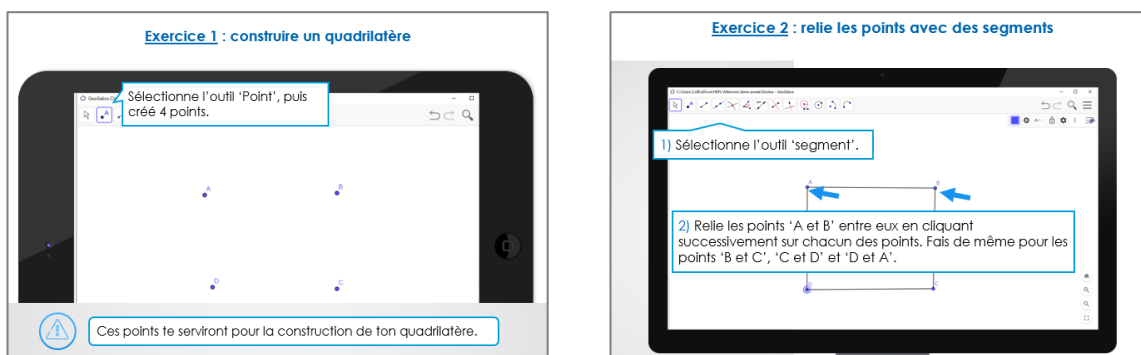 Exercice 1 : construire un quadrilatère
Sélectionne l'outil 'Point', puis
créé 4 points.
A
B
D
C
Ces points te serviront pour la construction de ton quadrilatère.
Exercice 2 : relie les points avec des segments
1) Sélectionne l'outil 'segment'.
A
B
2) Relie les points 'A et B' entre eux en cliquant
successivement sur chacun des points. Fais de même pour les
points 'B et C', 'C et D' et 'D et A'.
C